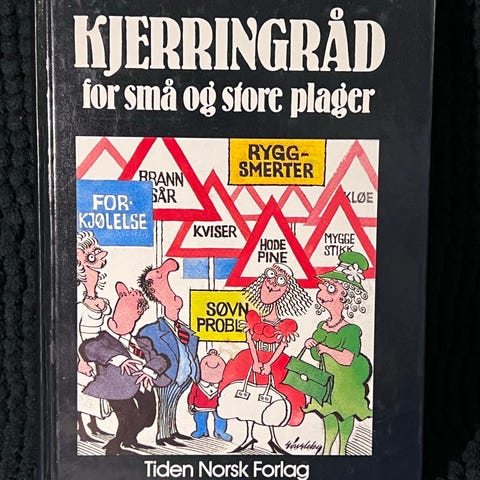 KJERRINGRÅD
for små og store plager
RYGG-
SMERTER
BRANN
SÅR
KLØE
FOR-
KJØLELSE
KVISER
HODE
PINE
MYGGE
STIKK
SØVN
PROBL
Tiden Norsk Forlag